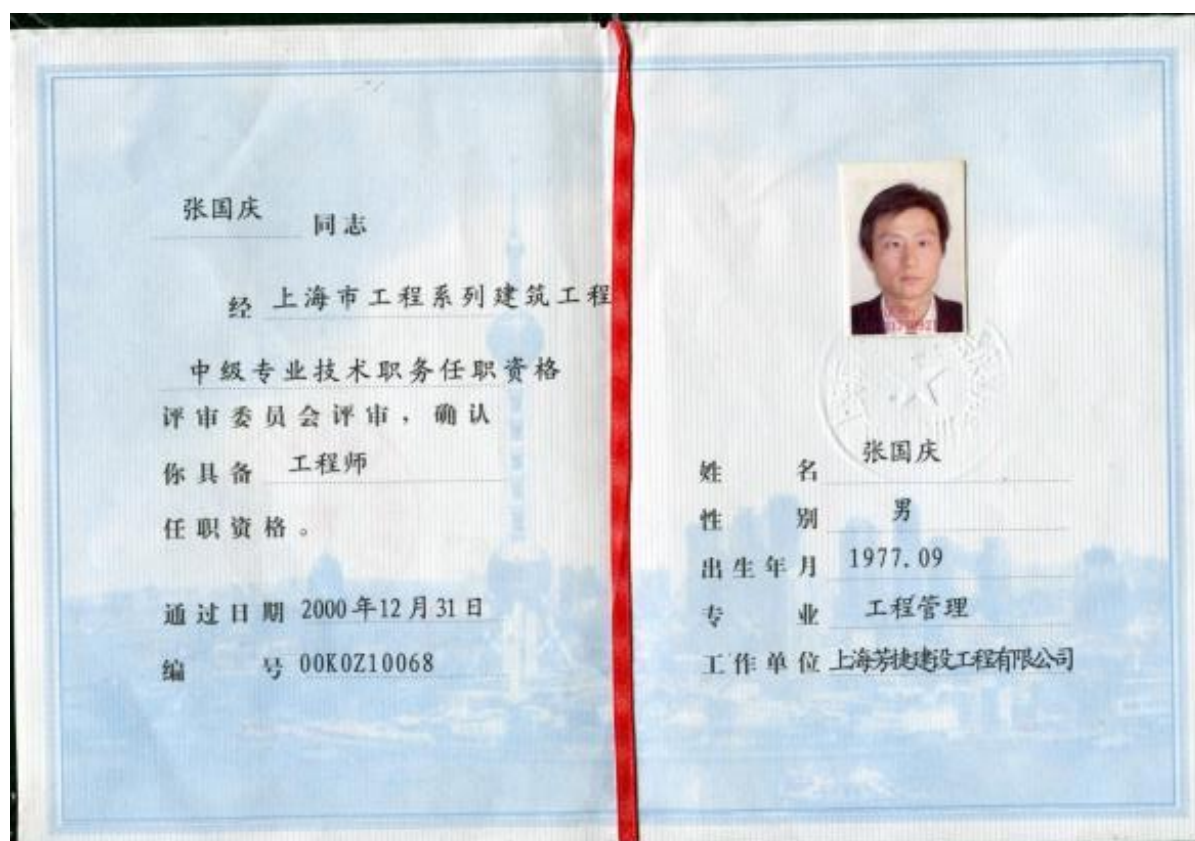 张国庆 同志
经 上海市工程系列建筑工程
中级专业技术职务任职资格
评审委员会评审，确认
你具备 工程师
任职资格。
通过日期 2000年12月31日
编 号 00K0Z10068
姓 名 张国庆
性 别 男
出生年月 1977.09
专 业 工程管理
工作单位 上海芳捷建设工程有限公司